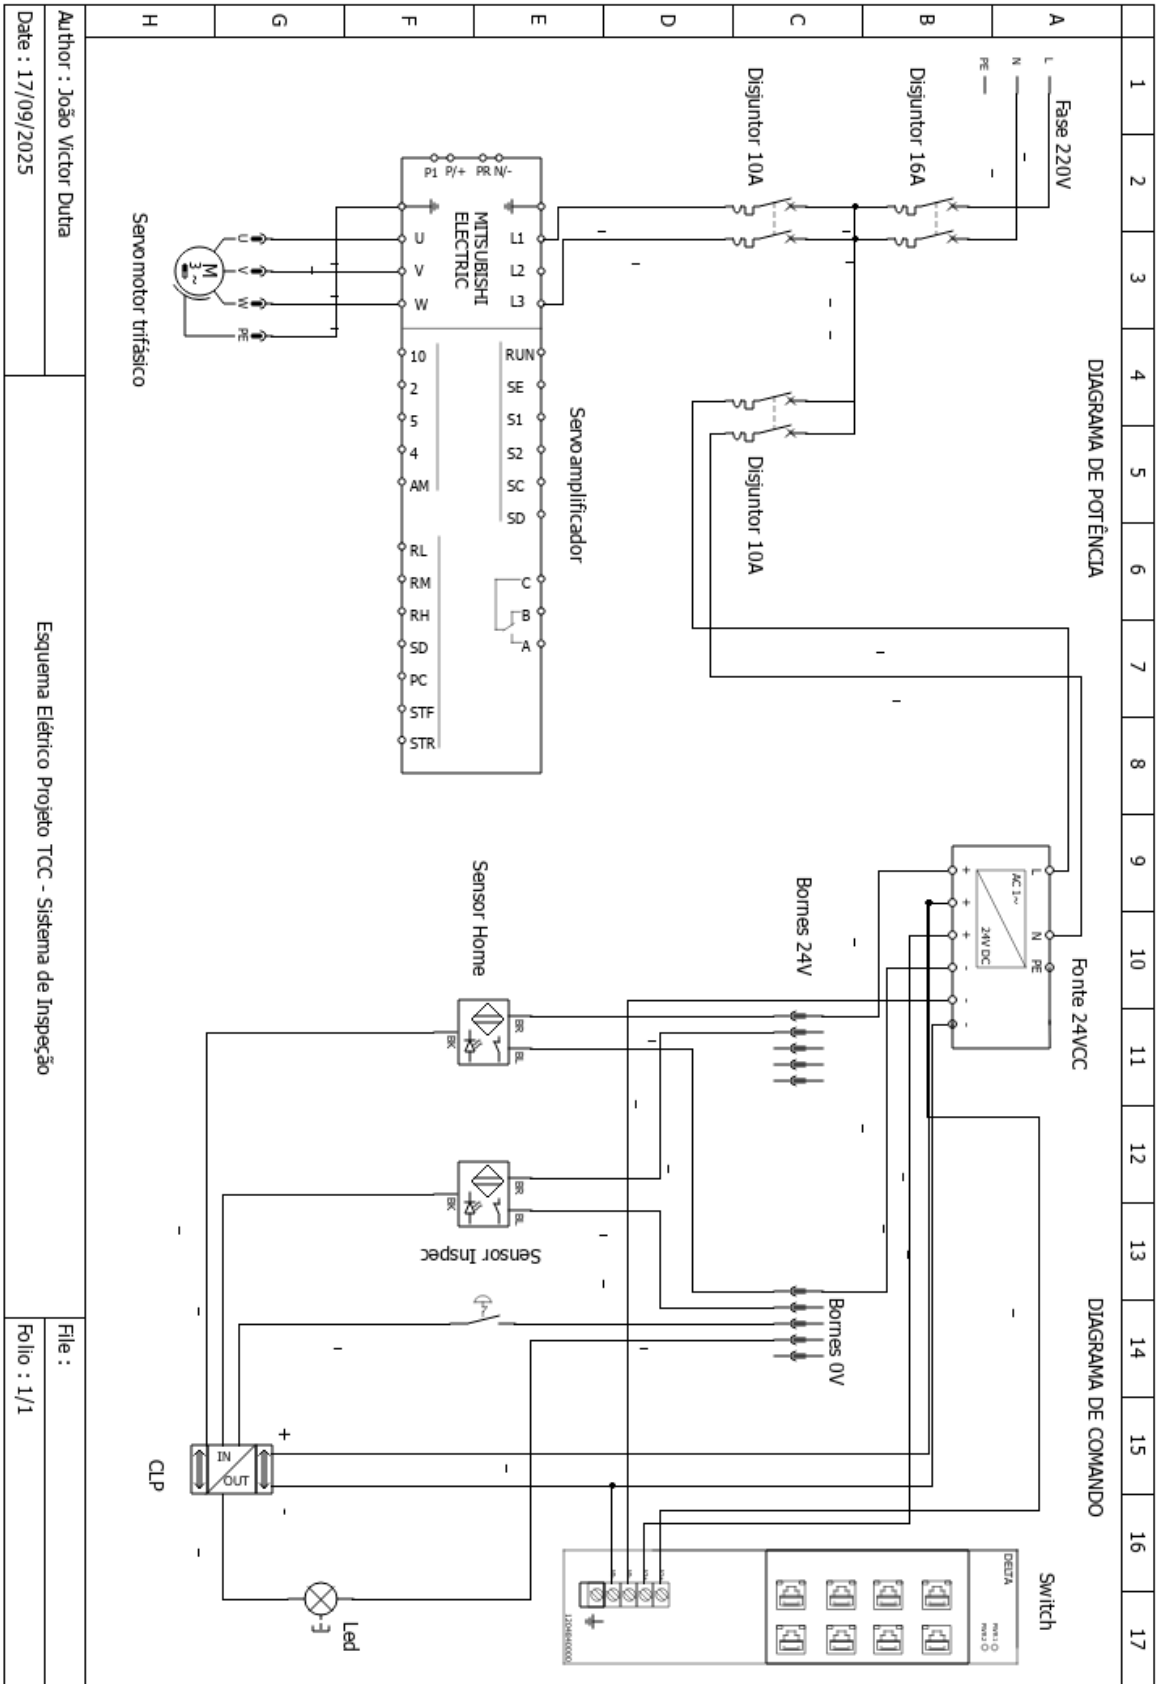 1
2
3
4
5
6
7
8
9
10
11
12
13
14
15
16
17
A
B
C
D
E
F
G
H
DIAGRAMA DE POTÊNCIA
DIAGRAMA DE COMANDO
Fase 220V
L
N
PE
Disjuntor 16A
Disjuntor 10A
Disjuntor 10A
Servoamplificador
MITSUBISHI
ELECTRIC
P1 P/+ PR N/-
L1
L2
L3
U
V
W
RUN
SE
S1
S2
SC
SD
C
B
A
10
2
5
4
AM
RL
RM
RH
SD
PC
STF
STR
U
V
W
PE
M
3 ~
Servo motor trifásico
Fonte 24VCC
L
N
PE
AC 1~
24V DC
+
+
+
-
-
-
Bornes 24V
Bornes 0V
Sensor Home
BR
BL
BK
Sensor Inspec
BR
BL
BK
CLP
IN
OUT
+
-
Led
Switch
DELTA
Author : João Victor Dutra
Date : 17/09/2025
Esquema Elétrico Projeto TCC - Sistema de Inspeção
File :
Folio : 1/1